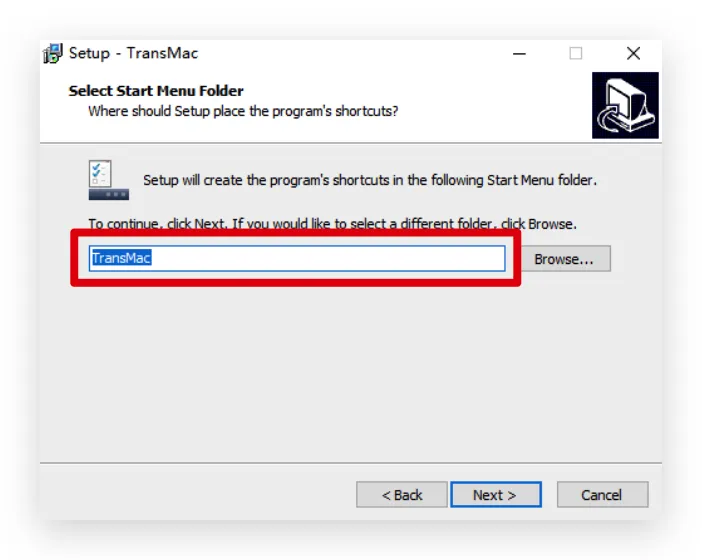 Setup - TransMac
Select Start Menu Folder
Where should Setup place the program's shortcuts?
Setup will create the program's shortcuts in the following Start Menu folder.
To continue, click Next. If you would like to select a different folder, click Browse.
TransMac
Browse...
< Back
Next >
Cancel